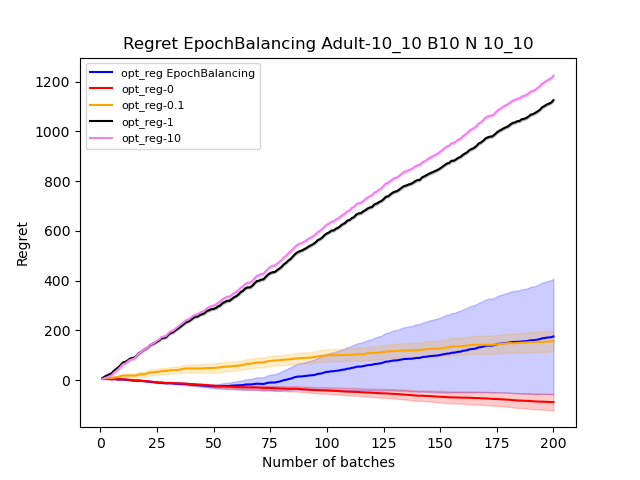 Regret EpochBalancing Adult-10_10 B10 N 10_10
opt_reg EpochBalancing
opt_reg-0
opt_reg-0.1
opt_reg-1
opt_reg-10
1200
1000
800
600
400
200
0
Regret
0 25 50 75 100 125 150 175 200
Number of batches